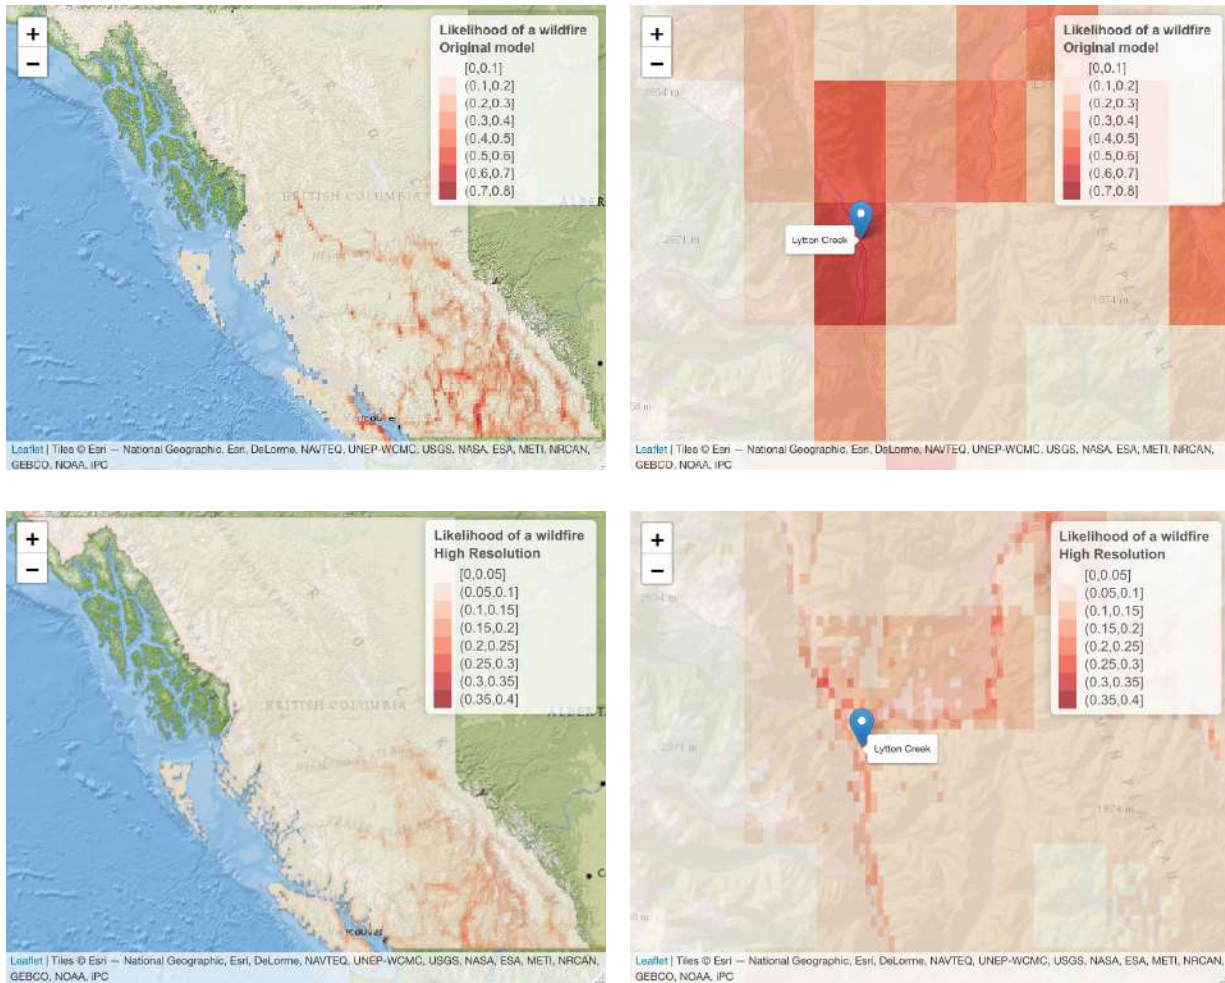 +
−
Likelihood of a wildfire
Original model
[0,0.1]
(0.1,0.2]
(0.2,0.3]
(0.3,0.4]
(0.4,0.5]
(0.5,0.6]
(0.6,0.7]
(0.7,0.8]
BRITISH COLUMBIA
Vancouver
Leaflet | Tiles © Esri — National Geographic, Esri, DeLorme, NAVTEQ, UNEP-WCMC, USGS, NASA, ESA, METI, NRCAN,
GEBCO, NOAA, iPC
+
−
Likelihood of a wildfire
Original model
[0,0.1]
(0.1,0.2]
(0.2,0.3]
(0.3,0.4]
(0.4,0.5]
(0.5,0.6]
(0.6,0.7]
(0.7,0.8]
Lytton Creek
2971 m
1974 m
PLATEAU
Leaflet | Tiles © Esri — National Geographic, Esri, DeLorme, NAVTEQ, UNEP-WCMC, USGS, NASA, ESA, METI, NRCAN,
GEBCO, NOAA, iPC
+
−
Likelihood of a wildfire
High Resolution
[0,0.05]
(0.05,0.1]
(0.1,0.15]
(0.15,0.2]
(0.2,0.25]
(0.25,0.3]
(0.3,0.35]
(0.35,0.4]
BRITISH COLUMBIA
Vancouver
Leaflet | Tiles © Esri — National Geographic, Esri, DeLorme, NAVTEQ, UNEP-WCMC, USGS, NASA, ESA, METI, NRCAN,
GEBCO, NOAA, iPC
+
−
Likelihood of a wildfire
High Resolution
[0,0.05]
(0.05,0.1]
(0.1,0.15]
(0.15,0.2]
(0.2,0.25]
(0.25,0.3]
(0.3,0.35]
(0.35,0.4]
Lytton Creek
2971 m
1974 m
PLATEAU
Leaflet | Tiles © Esri — National Geographic, Esri, DeLorme, NAVTEQ, UNEP-WCMC, USGS, NASA, ESA, METI, NRCAN,
GEBCO, NOAA, iPC